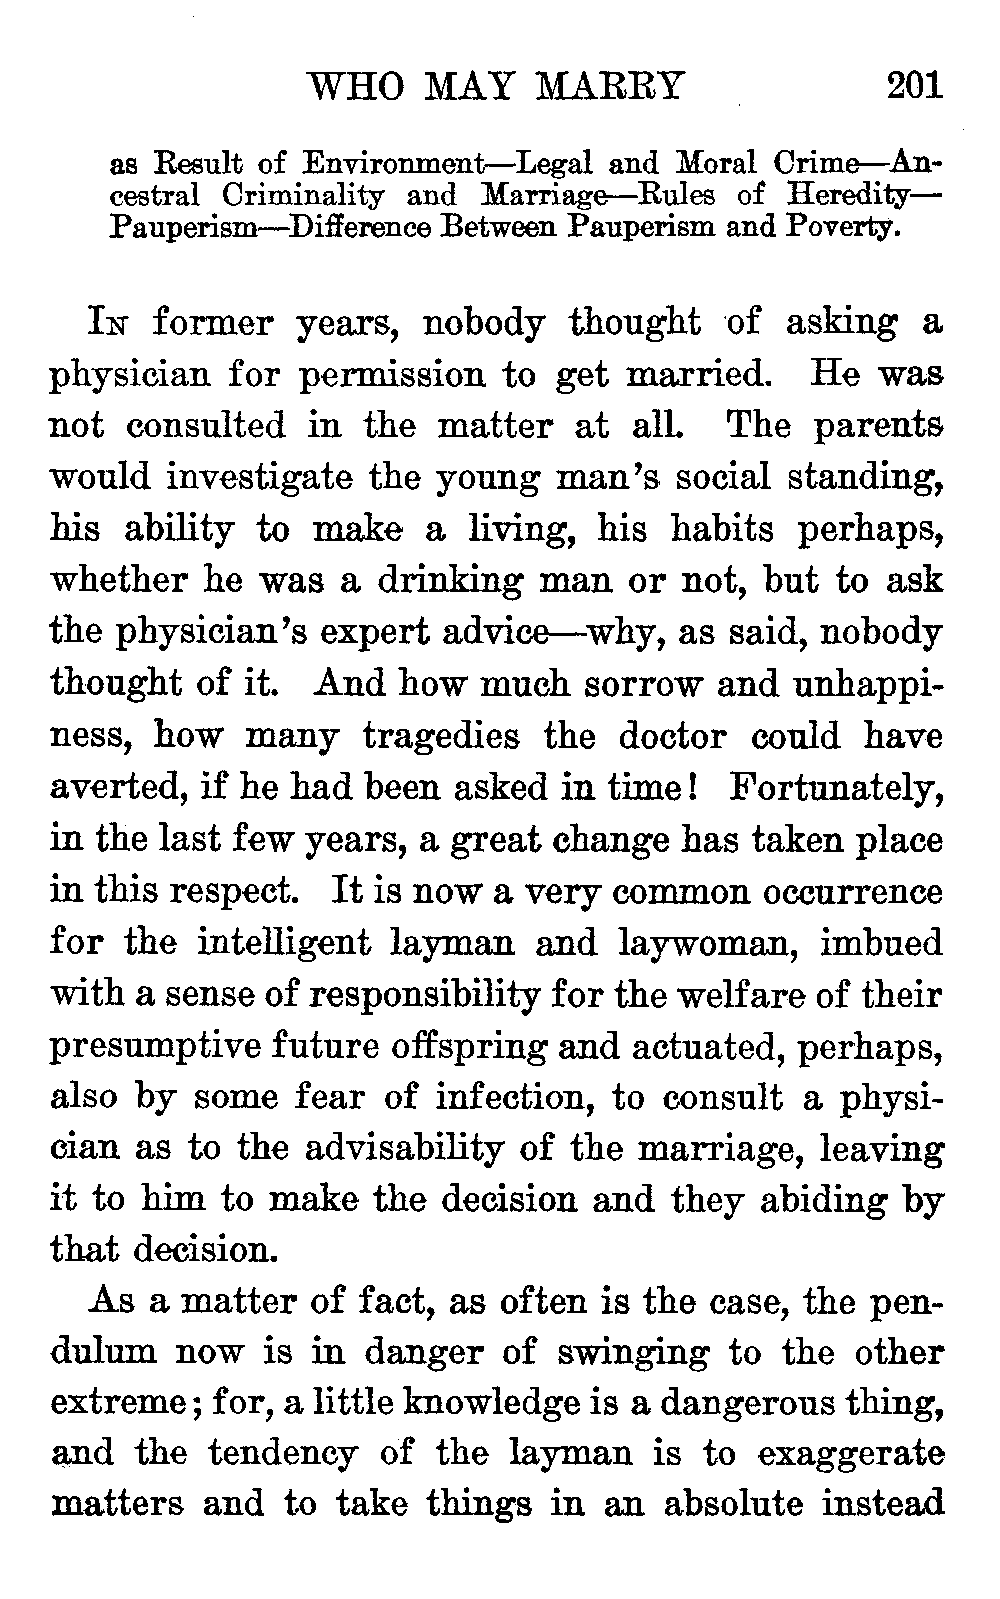 WHO MAY MARRY 201
as Result of Environment—Legal and Moral Crime—An-
cestral Criminality and Marriage—Rules of Heredity—
Pauperism—Difference Between Pauperism and Poverty.
In former years, nobody thought of asking a
physician for permission to get married. He was
not consulted in the matter at all. The parents
would investigate the young man's social standing,
his ability to make a living, his habits perhaps,
whether he was a drinking man or not, but to ask
the physician's expert advice—why, as said, nobody
thought of it. And how much sorrow and unhappi-
ness, how many tragedies the doctor could have
averted, if he had been asked in time! Fortunately,
in the last few years, a great change has taken place
in this respect. It is now a very common occurrence
for the intelligent layman and laywoman, imbued
with a sense of responsibility for the welfare of their
presumptive future offspring and actuated, perhaps,
also by some fear of infection, to consult a physi-
cian as to the advisability of the marriage, leaving
it to him to make the decision and they abiding by
that decision.
As a matter of fact, as often is the case, the pen-
dulum now is in danger of swinging to the other
extreme; for, a little knowledge is a dangerous thing,
and the tendency of the layman is to exaggerate
matters and to take things in an absolute instead